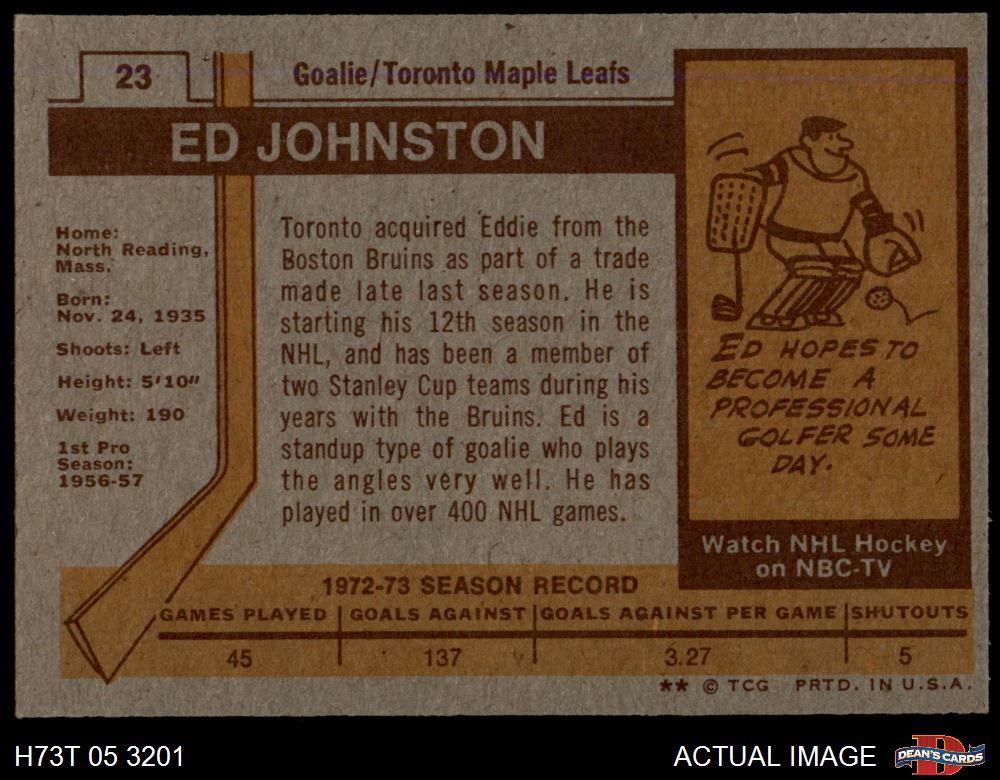 23
Goalie/Toronto Maple Leafs
ED JOHNSTON
Home:
North Reading,
Mass.
Born:
Nov. 24, 1935
Shoots: Left
Height: 5'10"
Weight: 190
1st Pro
Season:
1956-57
Toronto acquired Eddie from the
Boston Bruins as part of a trade
made late last season. He is
starting his 12th season in the
NHL, and has been a member of
two Stanley Cup teams during his
years with the Bruins. Ed is a
standup type of goalie who plays
the angles very well. He has
played in over 400 NHL games.
ED HOPES TO
BECOME A
PROFESSIONAL
GOLFER SOME
DAY.
Watch NHL Hockey
on NBC-TV
1972-73 SEASON RECORD
GAMES PLAYED GOALS AGAINST GOALS AGAINST PER GAME SHUTOUTS
45 137 3.27 5
** © TCG PRTD. IN U.S.A.
H73T 05 3201 ACTUAL IMAGE DEAN'S CARDS